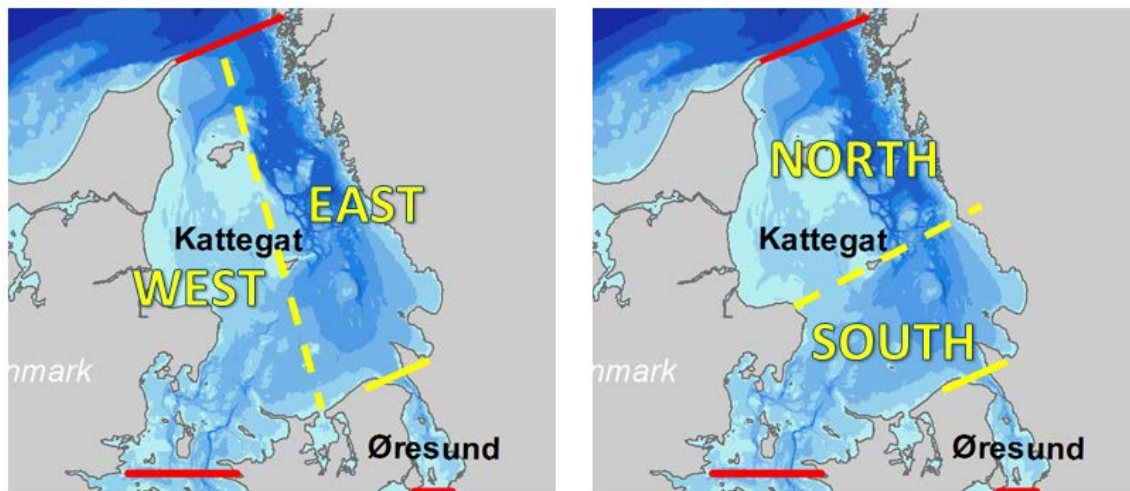 EAST
Kattegat
WEST
nmark
Øresund
NORTH
Kattegat
SOUTH
nmark
Øresund